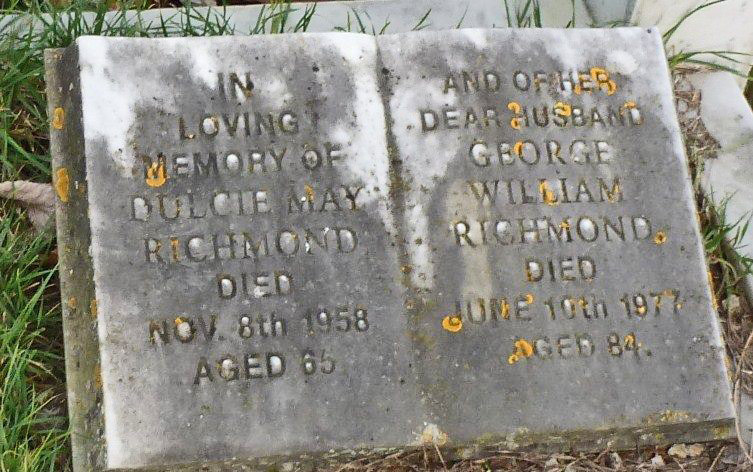 IN
LOVING
MEMORY OF
DULCIE MAY
RICHMOND
DIED
NOV. 8th 1958
AGED 65
AND OF HER
DEAR HUSBAND
GEORGE
WILLIAM
RICHMOND.
DIED
JUNE 10th 1977
AGED 84.